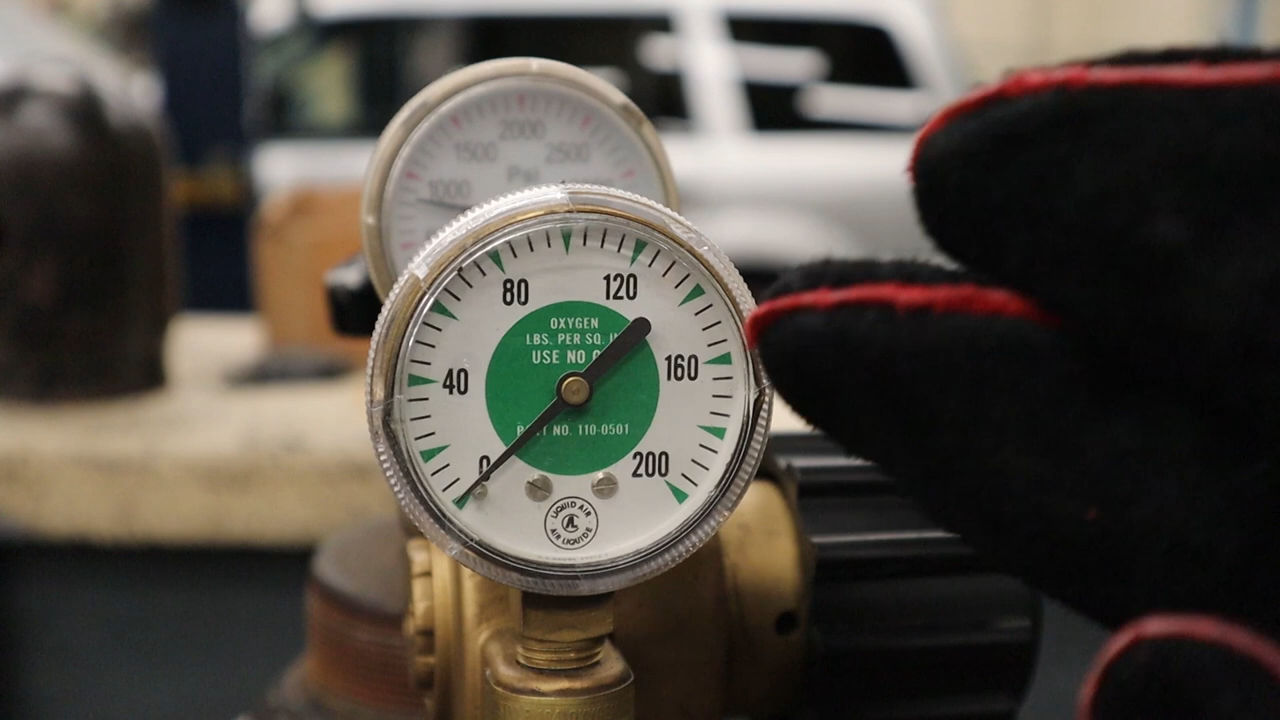 2000
1500 2500
Psi
1000
80 120
OXYGEN
LBS. PER SQ.
USE NO
40 160
NO. 110-0501
0 200
LIQUID AIR
AL
AIR LIQUIDE